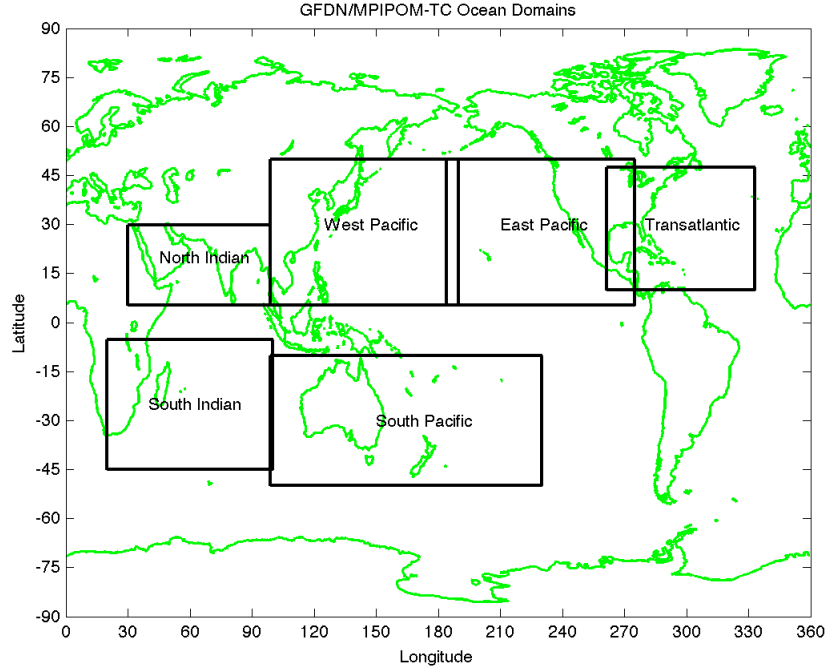 GFDN/MPIPOM-TC Ocean Domains
90
75
60
45
30
15
0
-15
-30
-45
-60
-75
-90
Latitude
West Pacific
East Pacific
Transatlantic
North Indian
South Indian
South Pacific
0
30
60
90
120
150
180
210
240
270
300
330
360
Longitude